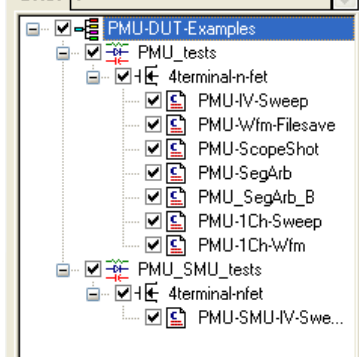 PMU-DUT-Examples
PMU_tests
4terminal-n-fet
PMU-IV-Sweep
PMU-Wfm-Filesave
PMU-ScopeShot
PMU-SegArb
PMU_SegArb_B
PMU-1Ch-Sweep
PMU-1Ch-Wfm
PMU_SMU_tests
4terminal-nfet
PMU-SMU-IV-Swe...